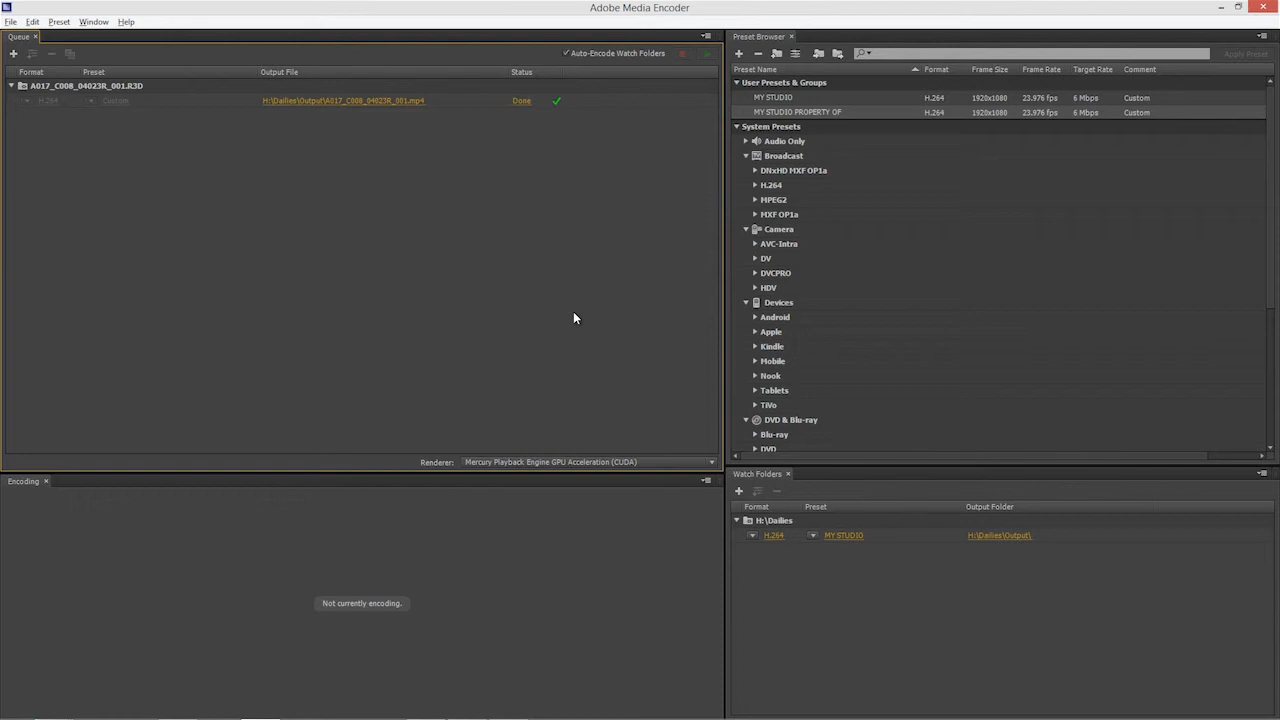 Adobe Media Encoder
File Edit Preset Window Help
Queue
Auto-Encode Watch Folders
Format Preset Output File Status
A017_C008_04023R_001.R3D
H.264 Custom H:\Dailies\Output\A017_C008_04023R_001.mp4 Done
Renderer: Mercury Playback Engine GPU Acceleration (CUDA)
Encoding
Not currently encoding.
Preset Browser
Apply Preset
Preset Name Format Frame Size Frame Rate Target Rate Comment
User Presets & Groups
MY STUDIO H.264 1920x1080 23.976 fps 6 Mbps Custom
MY STUDIO PROPERTY OF H.264 1920x1080 23.976 fps 6 Mbps Custom
System Presets
Audio Only
Broadcast
DNxHD MXF OP1a
H.264
MPEG2
MXF OP1a
Camera
AVC-Intra
DV
DVCPRO
HDV
Devices
Android
Apple
Kindle
Mobile
Nook
Tablets
TiVo
DVD & Blu-ray
Blu-ray
DVD
Watch Folders
Format Preset Output Folder
H:\Dailies
H.264 MY STUDIO H:\Dailies\Output\